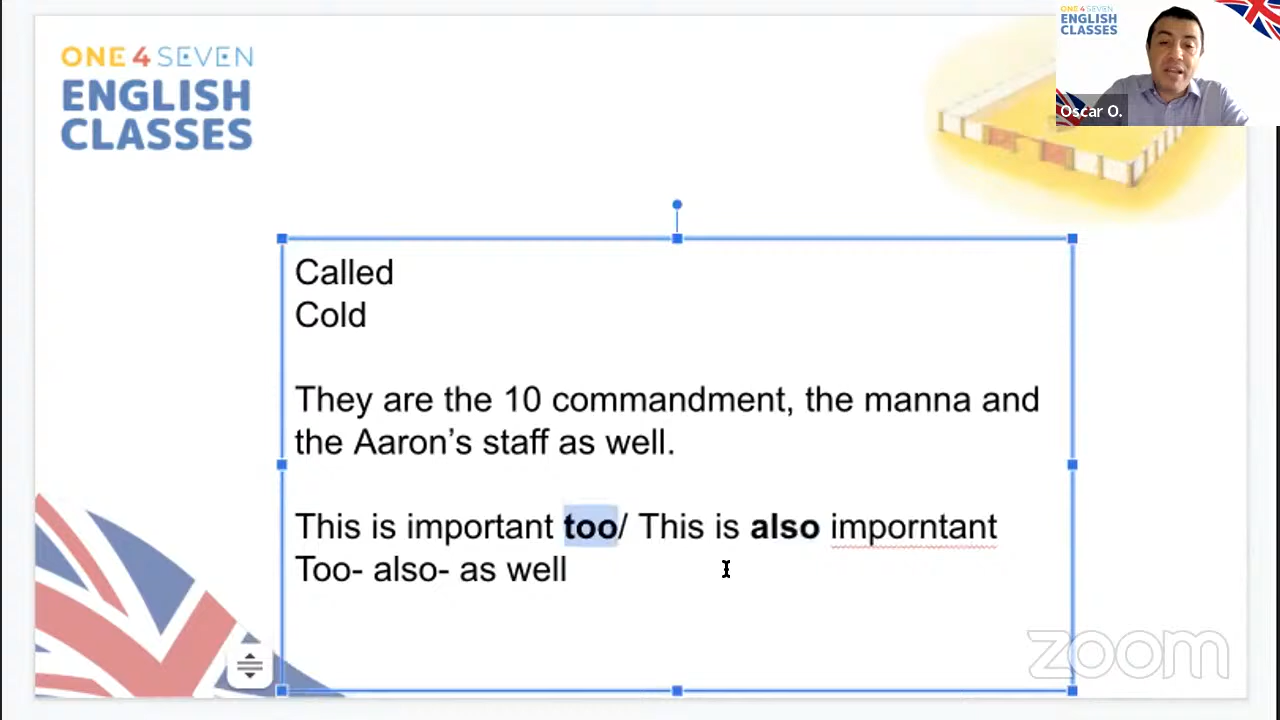 ONE 4 SEVEN
ENGLISH
CLASSES
ONE 4 SEVEN
ENGLISH
CLASSES
Oscar O.
Called
Cold
They are the 10 commandment, the manna and
the Aaron’s staff as well.
This is important too/ This is also imporntant
Too- also- as well
zoom